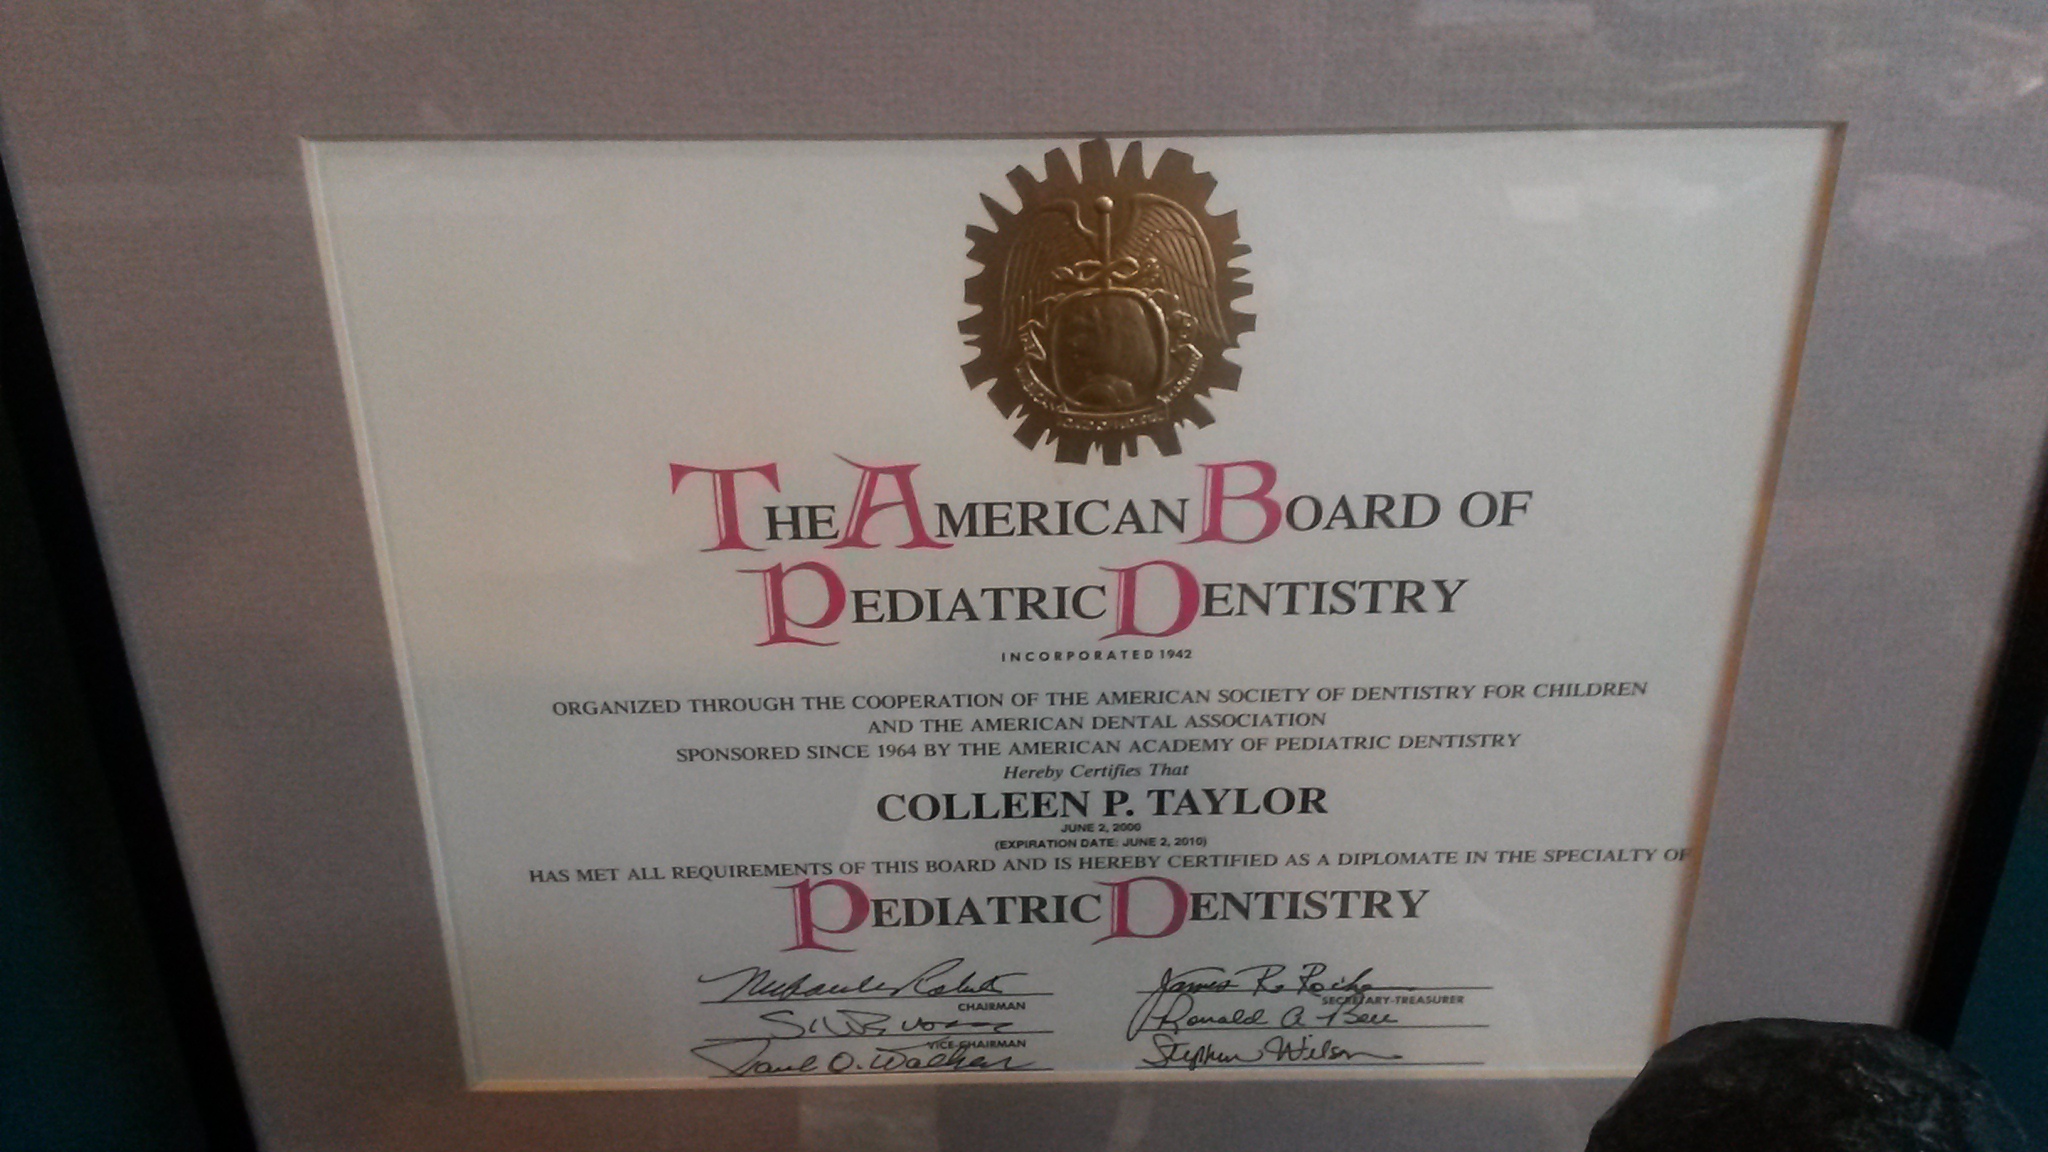 THE AMERICAN BOARD OF
PEDIATRIC DENTISTRY
INCORPORATED 1942
ORGANIZED THROUGH THE COOPERATION OF THE AMERICAN SOCIETY OF DENTISTRY FOR CHILDREN
AND THE AMERICAN DENTAL ASSOCIATION
SPONSORED SINCE 1964 BY THE AMERICAN ACADEMY OF PEDIATRIC DENTISTRY
Hereby Certifies That
COLLEEN P. TAYLOR
JUNE 2, 2000
(EXPIRATION DATE: JUNE 2, 2010)
HAS MET ALL REQUIREMENTS OF THIS BOARD AND IS HEREBY CERTIFIED AS A DIPLOMATE IN THE SPECIALTY OF
PEDIATRIC DENTISTRY
James R. Roche
CHAIRMAN
SECRETARY-TREASURER
Ronald A. Bell
VICE-CHAIRMAN
Paul O. Walker
Stephen Wilson